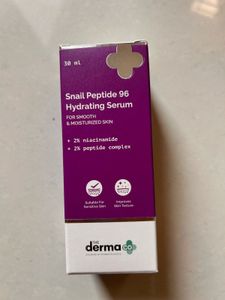 30 ml
Snail Peptide 96
Hydrating Serum
FOR SMOOTH
& MOISTURIZED SKIN
+ 2% niacinamide
+ 2% peptide complex
Suitable For
Sensitive Skin
Improves
Skin Texture
THE
derma co